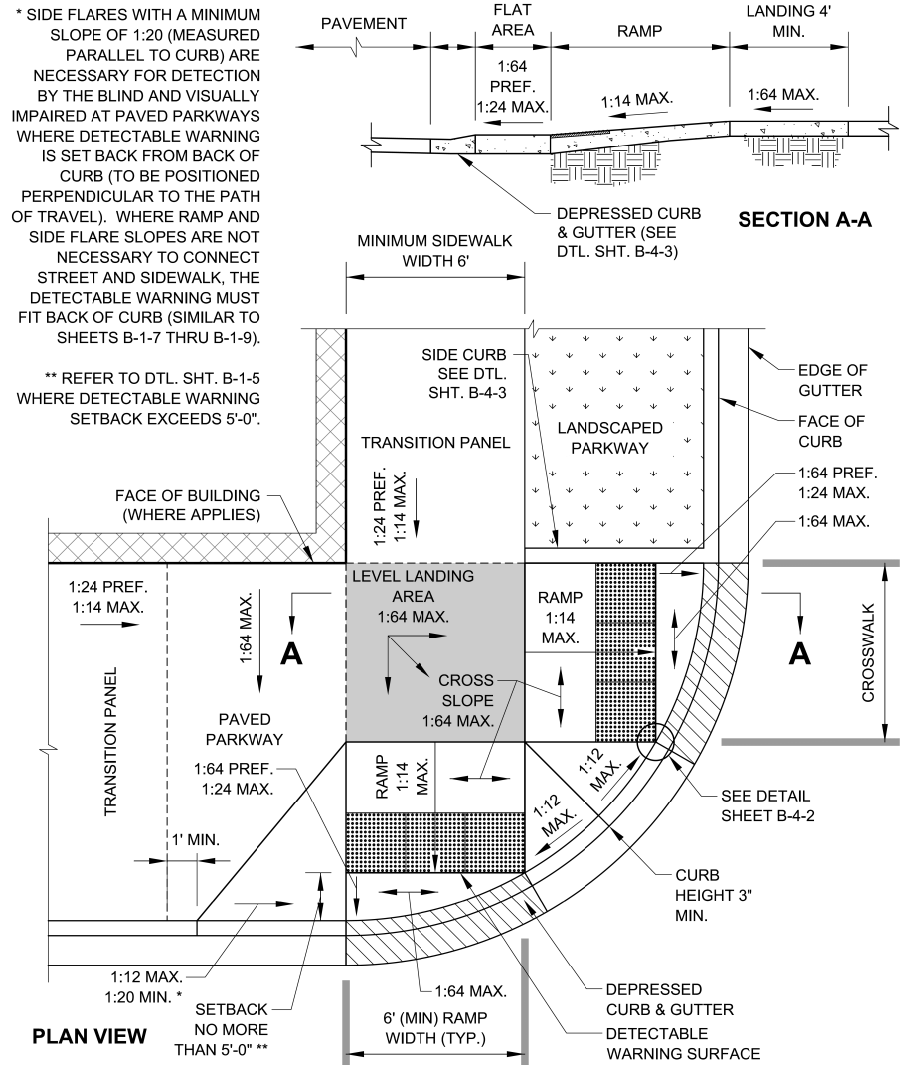 * SIDE FLARES WITH A MINIMUM
SLOPE OF 1:20 (MEASURED
PARALLEL TO CURB) ARE
NECESSARY FOR DETECTION
BY THE BLIND AND VISUALLY
IMPAIRED AT PAVED PARKWAYS
WHERE DETECTABLE WARNING
IS SET BACK FROM BACK OF
CURB (TO BE POSITIONED
PERPENDICULAR TO THE PATH
OF TRAVEL). WHERE RAMP AND
SIDE FLARE SLOPES ARE NOT
NECESSARY TO CONNECT
STREET AND SIDEWALK, THE
DETECTABLE WARNING MUST
FIT BACK OF CURB (SIMILAR TO
SHEETS B-1-7 THRU B-1-9).
** REFER TO DTL. SHT. B-1-5
WHERE DETECTABLE WARNING
SETBACK EXCEEDS 5'-0".
PAVEMENT
FLAT
AREA
RAMP
LANDING 4'
MIN.
1:64
PREF.
1:24 MAX.
1:14 MAX.
1:64 MAX.
DEPRESSED CURB
& GUTTER (SEE
DTL. SHT. B-4-3)
SECTION A-A
MINIMUM SIDEWALK
WIDTH 6'
SIDE CURB
SEE DTL.
SHT. B-4-3
TRANSITION PANEL
LANDSCAPED
PARKWAY
EDGE OF
GUTTER
FACE OF
CURB
1:64 PREF.
1:24 MAX.
1:64 MAX.
1:24 PREF.
1:14 MAX.
FACE OF BUILDING
(WHERE APPLIES)
1:24 PREF.
1:14 MAX.
1:64 MAX.
A
LEVEL LANDING
AREA
1:64 MAX.
RAMP
1:14
MAX.
A
CROSSWALK
CROSS
SLOPE
1:64 MAX.
TRANSITION PANEL
PAVED
PARKWAY
1:64 PREF.
1:24 MAX.
RAMP
1:14
MAX.
1:12
MAX.
1:12
MAX.
SEE DETAIL
SHEET B-4-2
1' MIN.
CURB
HEIGHT 3"
MIN.
1:12 MAX.
1:20 MIN. *
SETBACK
NO MORE
THAN 5'-0" **
1:64 MAX.
6' (MIN) RAMP
WIDTH (TYP.)
DEPRESSED
CURB & GUTTER
DETECTABLE
WARNING SURFACE
PLAN VIEW